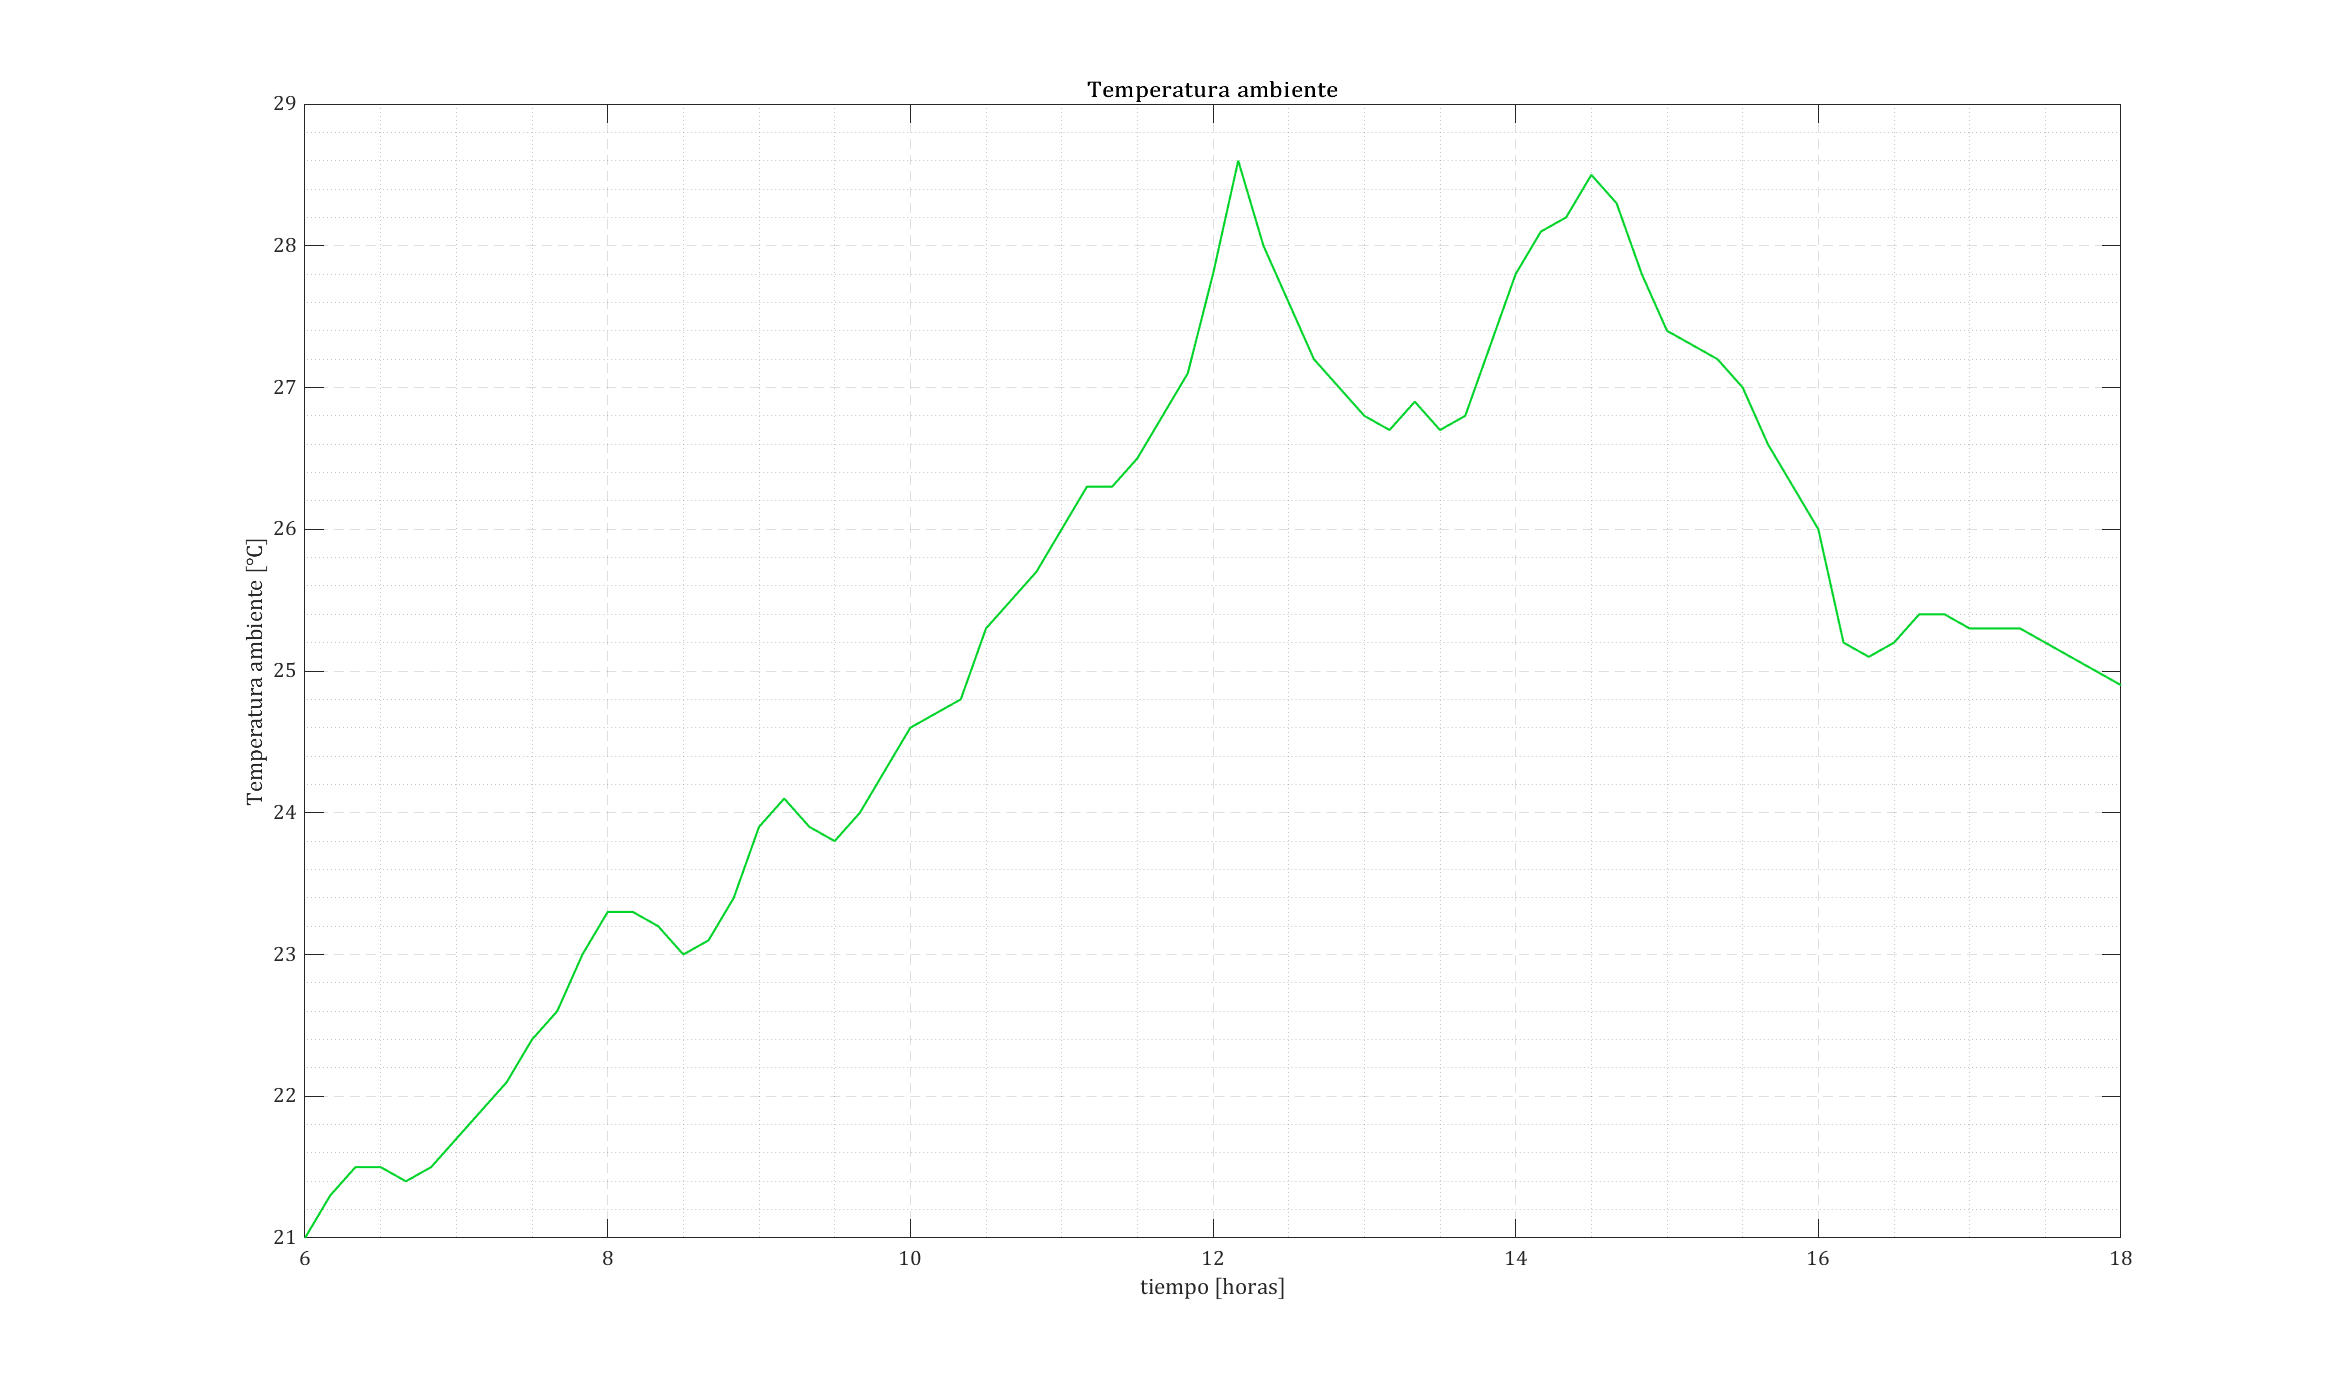 Temperatura ambiente
29
28
27
26
25
24
23
22
21
Temperatura ambiente [°C]
6 8 10 12 14 16 18
tiempo [horas]